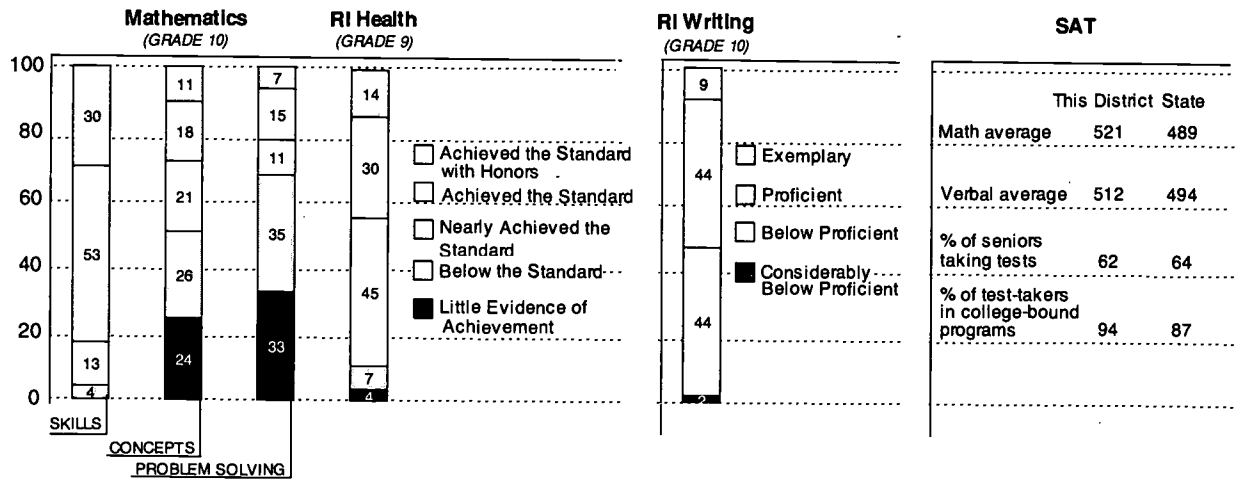 Mathematics
(GRADE 10)
RI Health
(GRADE 9)
100
80
60
40
20
0
30
53
13
4
11
18
21
26
24
7
15
11
35
33
14
30
45
7
4
SKILLS
CONCEPTS
PROBLEM SOLVING
Achieved the Standard
with Honors
Achieved the Standard
Nearly Achieved the
Standard
Below the Standard
Little Evidence of
Achievement
RI Writing
(GRADE 10)
9
44
44
2
Exemplary
Proficient
Below Proficient
Considerably
Below Proficient
SAT
This District State
Math average 521 489
Verbal average 512 494
% of seniors
taking tests 62 64
% of test-takers
in college-bound
programs 94 87